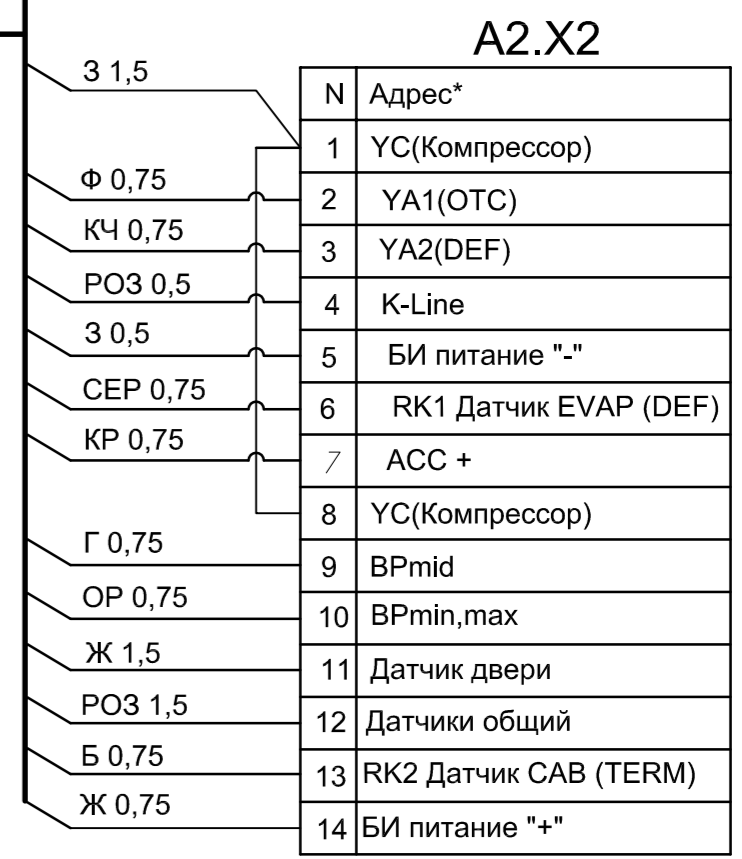 A2.X2
N Адрес*
З 1,5
1 YC(Компрессор)
Ф 0,75
2 YA1(OTC)
КЧ 0,75
3 YA2(DEF)
РОЗ 0,5
4 K-Line
З 0,5
5 БИ питание "-"
СЕР 0,75
6 RK1 Датчик EVAP (DEF)
КР 0,75
7 ACC +
8 YC(Компрессор)
Г 0,75
9 BPmid
ОР 0,75
10 BPmin,max
Ж 1,5
11 Датчик двери
РОЗ 1,5
12 Датчики общий
Б 0,75
13 RK2 Датчик CAB (TERM)
Ж 0,75
14 БИ питание "+"